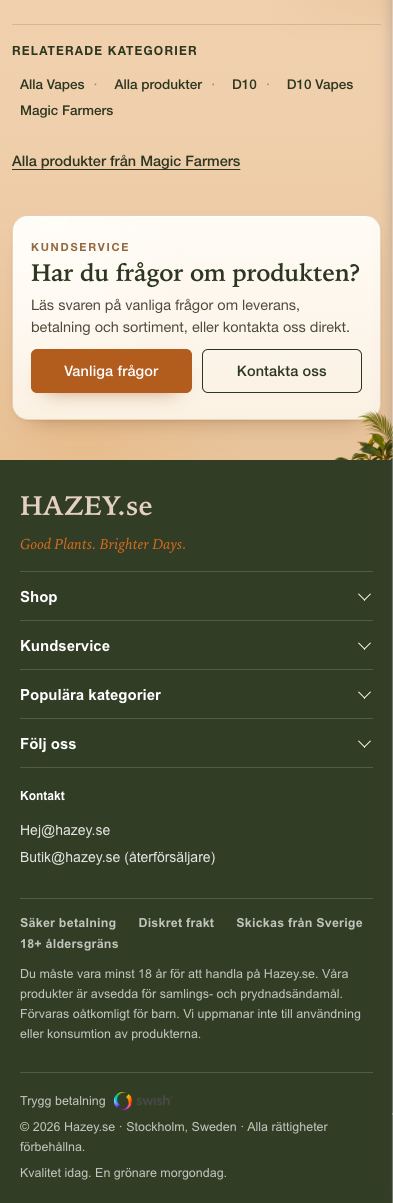 RELATERADE KATEGORIER
Alla Vapes · Alla produkter · D10 · D10 Vapes
Magic Farmers
Alla produkter från Magic Farmers
KUNDSERVICE
Har du frågor om produkten?
Läs svaren på vanliga frågor om leverans,
betalning och sortiment, eller kontakta oss direkt.
Vanliga frågor Kontakta oss
HAZEY.se
Good Plants. Brighter Days.
Shop
Kundservice
Populära kategorier
Följ oss
Kontakt
Hej@hazey.se
Butik@hazey.se (återförsäljare)
Säker betalning Diskret frakt Skickas från Sverige
18+ åldersgräns
Du måste vara minst 18 år för att handla på Hazey.se. Våra
produkter är avsedda för samlings- och prydnadsändamål.
Förvaras oåtkomligt för barn. Vi uppmanar inte till användning
eller konsumtion av produkterna.
Trygg betalning swish
© 2026 Hazey.se · Stockholm, Sweden · Alla rättigheter
förbehållna.
Kvalitet idag. En grönare morgondag.